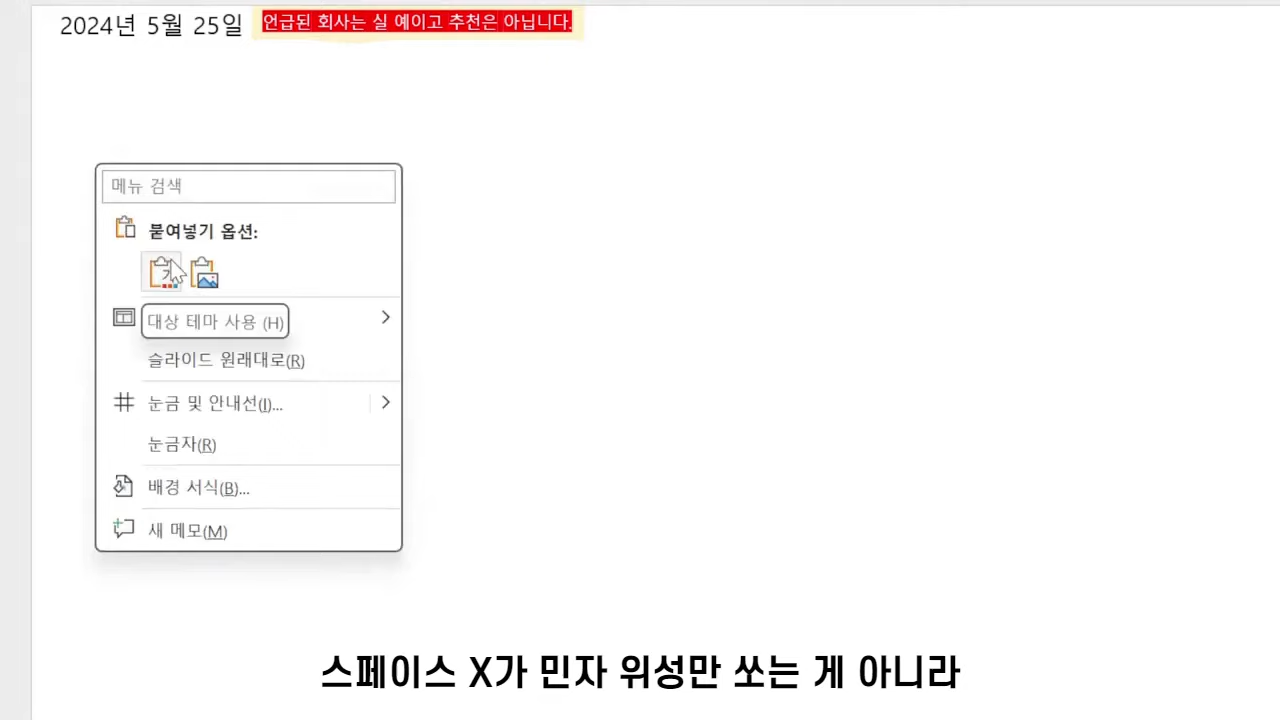 2024년 5월 25일 언급된 회사는 실 예이고 추천은 아닙니다.
메뉴 검색
붙여넣기 옵션:
가
대상 테마 사용 (H)
슬라이드 원래대로(R)
눈금 및 안내선(I)...
눈금자(R)
배경 서식(B)...
새 메모(M)
스페이스 X가 민자 위성만 쏘는 게 아니라